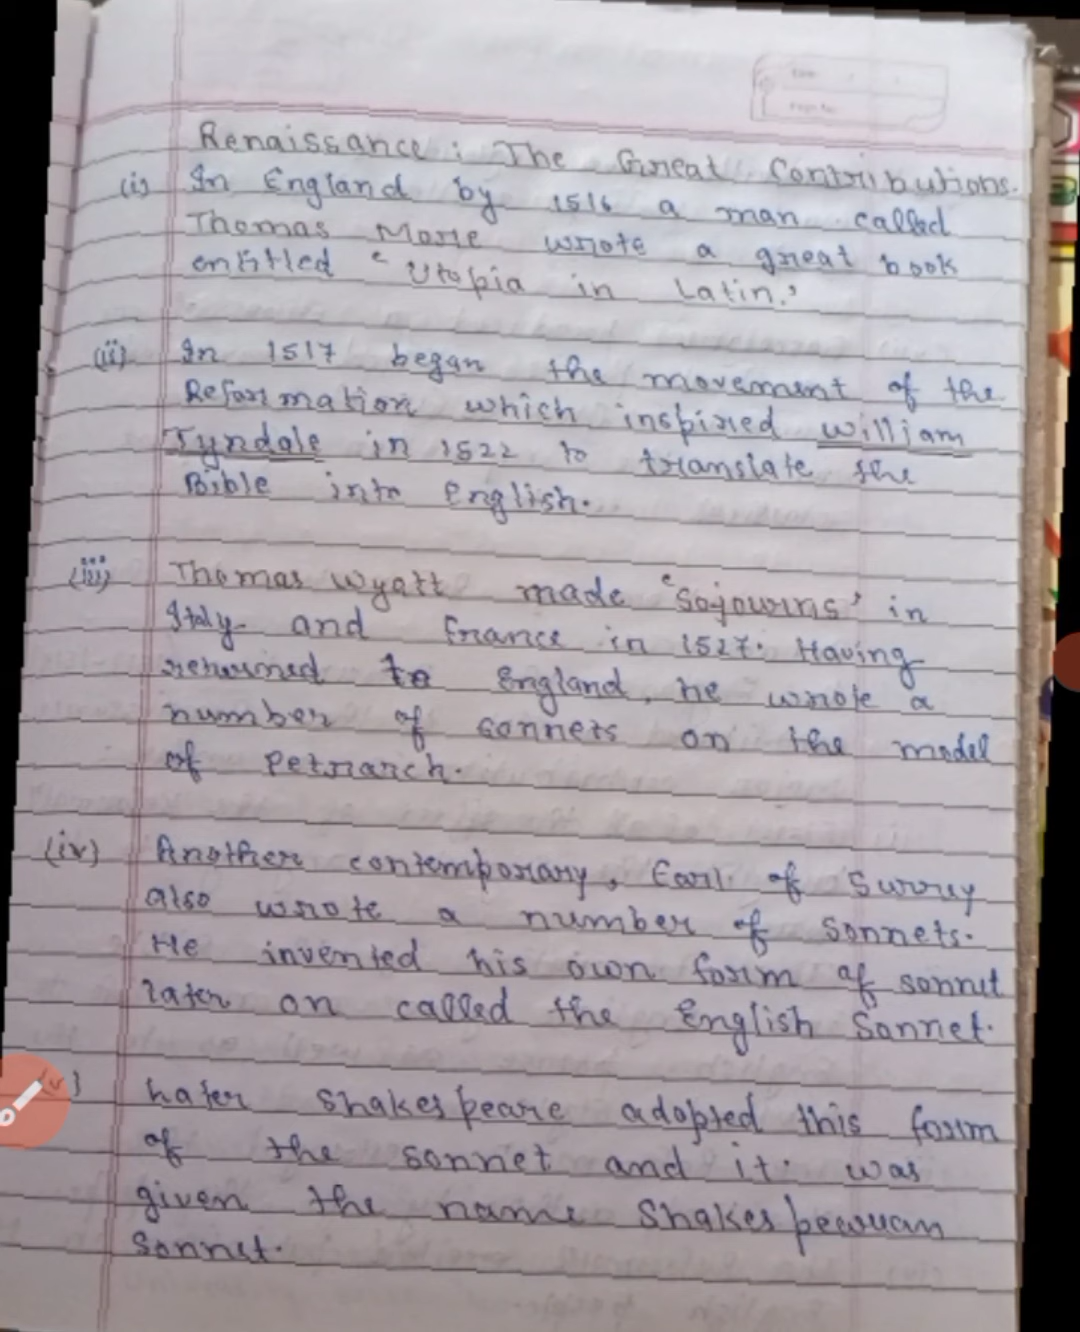 Renaissance : The Great Contributions.
(i) In England by 1516 a man called
Thomas More wrote a great book
entitled ' Utopia in Latin.'
(ii) In 1517 began the movement of the
Reformation which inspired William
Tyndale in 1522 to translate the
Bible into English.
(iii) Thomas Wyatt made 'Sojourns' in
Italy and France in 1527. Having
returned to England, he wrote a
number of sonnets on the model
of Petrarch.
(iv) Another contemporary, Earl of Surrey
also wrote a number of Sonnets.
He invented his own form of sonnet
later on called the English Sonnet.
(v) Later Shakespeare adopted this form
of the sonnet and it was
given the name Shakespearean
Sonnet.